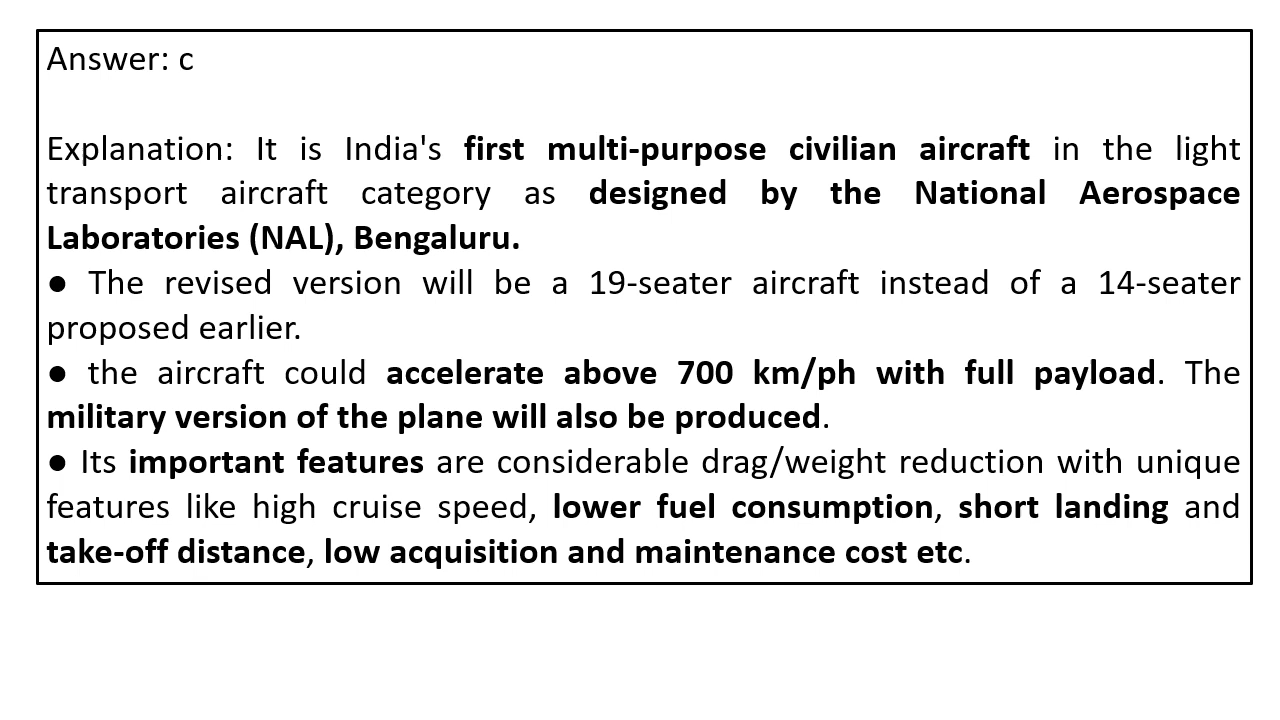 Answer: c
Explanation: It is India's first multi-purpose civilian aircraft in the light
transport aircraft category as designed by the National Aerospace
Laboratories (NAL), Bengaluru.
● The revised version will be a 19-seater aircraft instead of a 14-seater
proposed earlier.
● the aircraft could accelerate above 700 km/ph with full payload. The
military version of the plane will also be produced.
● Its important features are considerable drag/weight reduction with unique
features like high cruise speed, lower fuel consumption, short landing and
take-off distance, low acquisition and maintenance cost etc.